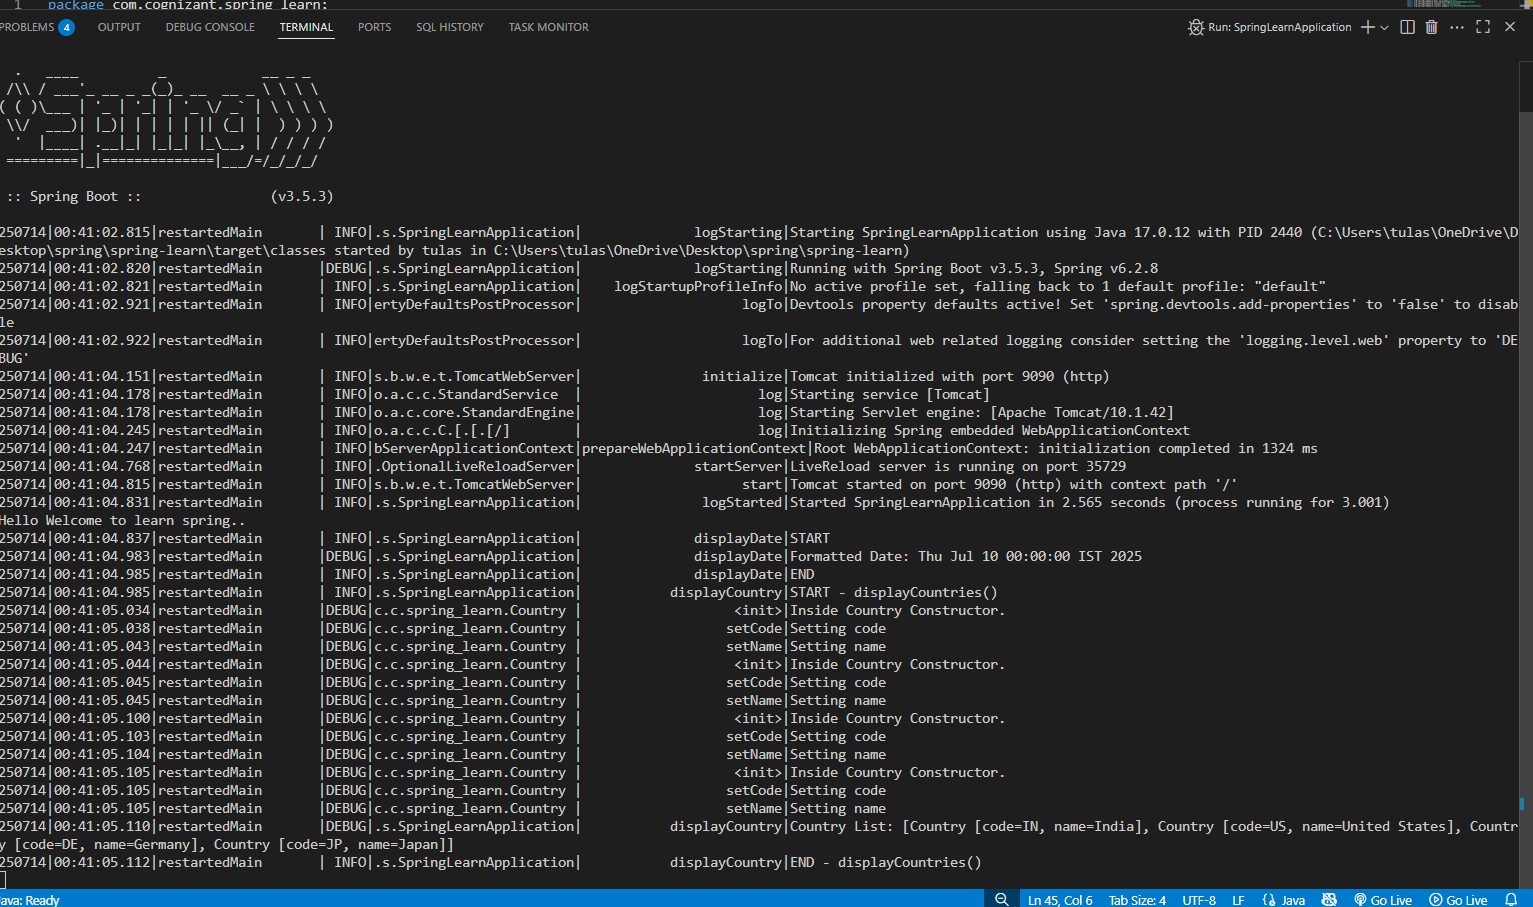 1   package com.cognizant.spring_learn;
PROBLEMS 4   OUTPUT   DEBUG CONSOLE   TERMINAL   PORTS   SQL HISTORY   TASK MONITOR   Run: SpringLearnApplication
:: Spring Boot ::                (v3.5.3)
250714|00:41:02.815|restartedMain       | INFO|.s.SpringLearnApplication|              logStarting|Starting SpringLearnApplication using Java 17.0.12 with PID 2440 (C:\Users\tulas\OneDrive\D
esktop\spring\spring-learn\target\classes started by tulas in C:\Users\tulas\OneDrive\Desktop\spring\spring-learn)
250714|00:41:02.820|restartedMain       |DEBUG|.s.SpringLearnApplication|              logStarting|Running with Spring Boot v3.5.3, Spring v6.2.8
250714|00:41:02.821|restartedMain       | INFO|.s.SpringLearnApplication|    logStartupProfileInfo|No active profile set, falling back to 1 default profile: "default"
250714|00:41:02.921|restartedMain       | INFO|ertyDefaultsPostProcessor|                    logTo|Devtools property defaults active! Set 'spring.devtools.add-properties' to 'false' to disab
le
250714|00:41:02.922|restartedMain       | INFO|ertyDefaultsPostProcessor|                    logTo|For additional web related logging consider setting the 'logging.level.web' property to 'DE
BUG'
250714|00:41:04.151|restartedMain       | INFO|s.b.w.e.t.TomcatWebServer|               initialize|Tomcat initialized with port 9090 (http)
250714|00:41:04.178|restartedMain       | INFO|o.a.c.c.StandardService  |                      log|Starting service [Tomcat]
250714|00:41:04.178|restartedMain       | INFO|o.a.c.core.StandardEngine|                      log|Starting Servlet engine: [Apache Tomcat/10.1.42]
250714|00:41:04.245|restartedMain       | INFO|o.a.c.c.C.[.[.[/]        |                      log|Initializing Spring embedded WebApplicationContext
250714|00:41:04.247|restartedMain       | INFO|bServerApplicationContext|prepareWebApplicationContext|Root WebApplicationContext: initialization completed in 1324 ms
250714|00:41:04.768|restartedMain       | INFO|.OptionalLiveReloadServer|              startServer|LiveReload server is running on port 35729
250714|00:41:04.815|restartedMain       | INFO|s.b.w.e.t.TomcatWebServer|                    start|Tomcat started on port 9090 (http) with context path '/'
250714|00:41:04.831|restartedMain       | INFO|.s.SpringLearnApplication|               logStarted|Started SpringLearnApplication in 2.565 seconds (process running for 3.001)
Hello Welcome to learn spring..
250714|00:41:04.837|restartedMain       | INFO|.s.SpringLearnApplication|              displayDate|START
250714|00:41:04.983|restartedMain       |DEBUG|.s.SpringLearnApplication|              displayDate|Formatted Date: Thu Jul 10 00:00:00 IST 2025
250714|00:41:04.985|restartedMain       | INFO|.s.SpringLearnApplication|              displayDate|END
250714|00:41:04.985|restartedMain       | INFO|.s.SpringLearnApplication|           displayCountry|START - displayCountries()
250714|00:41:05.034|restartedMain       |DEBUG|c.c.spring_learn.Country |                   <init>|Inside Country Constructor.
250714|00:41:05.038|restartedMain       |DEBUG|c.c.spring_learn.Country |                  setCode|Setting code
250714|00:41:05.043|restartedMain       |DEBUG|c.c.spring_learn.Country |                  setName|Setting name
250714|00:41:05.044|restartedMain       |DEBUG|c.c.spring_learn.Country |                   <init>|Inside Country Constructor.
250714|00:41:05.045|restartedMain       |DEBUG|c.c.spring_learn.Country |                  setCode|Setting code
250714|00:41:05.045|restartedMain       |DEBUG|c.c.spring_learn.Country |                  setName|Setting name
250714|00:41:05.100|restartedMain       |DEBUG|c.c.spring_learn.Country |                   <init>|Inside Country Constructor.
250714|00:41:05.103|restartedMain       |DEBUG|c.c.spring_learn.Country |                  setCode|Setting code
250714|00:41:05.104|restartedMain       |DEBUG|c.c.spring_learn.Country |                  setName|Setting name
250714|00:41:05.105|restartedMain       |DEBUG|c.c.spring_learn.Country |                   <init>|Inside Country Constructor.
250714|00:41:05.105|restartedMain       |DEBUG|c.c.spring_learn.Country |                  setCode|Setting code
250714|00:41:05.105|restartedMain       |DEBUG|c.c.spring_learn.Country |                  setName|Setting name
250714|00:41:05.110|restartedMain       |DEBUG|.s.SpringLearnApplication|           displayCountry|Country List: [Country [code=IN, name=India], Country [code=US, name=United States], Countr
y [code=DE, name=Germany], Country [code=JP, name=Japan]]
250714|00:41:05.112|restartedMain       | INFO|.s.SpringLearnApplication|           displayCountry|END - displayCountries()
Java: Ready   Ln 45, Col 6   Tab Size: 4   UTF-8   LF   Java   Go Live   Go Live